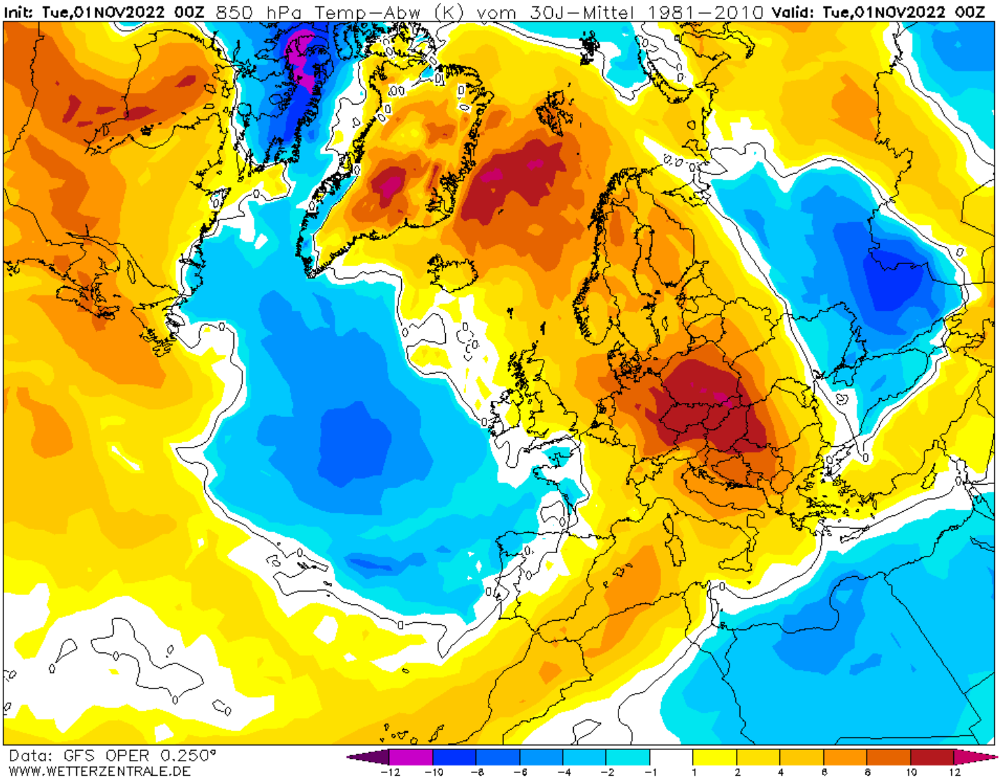 Init: Tue,01NOV2022 00Z 850 hPa Temp-Abw (K) vom 30J-Mittel 1981-2010 Valid: Tue,01NOV2022 00Z
Data: GFS OPER 0.250°
WWW.WETTERZENTRALE.DE
-12 -10 -8 -6 -4 -2 -1 1 2 4 6 8 10 12